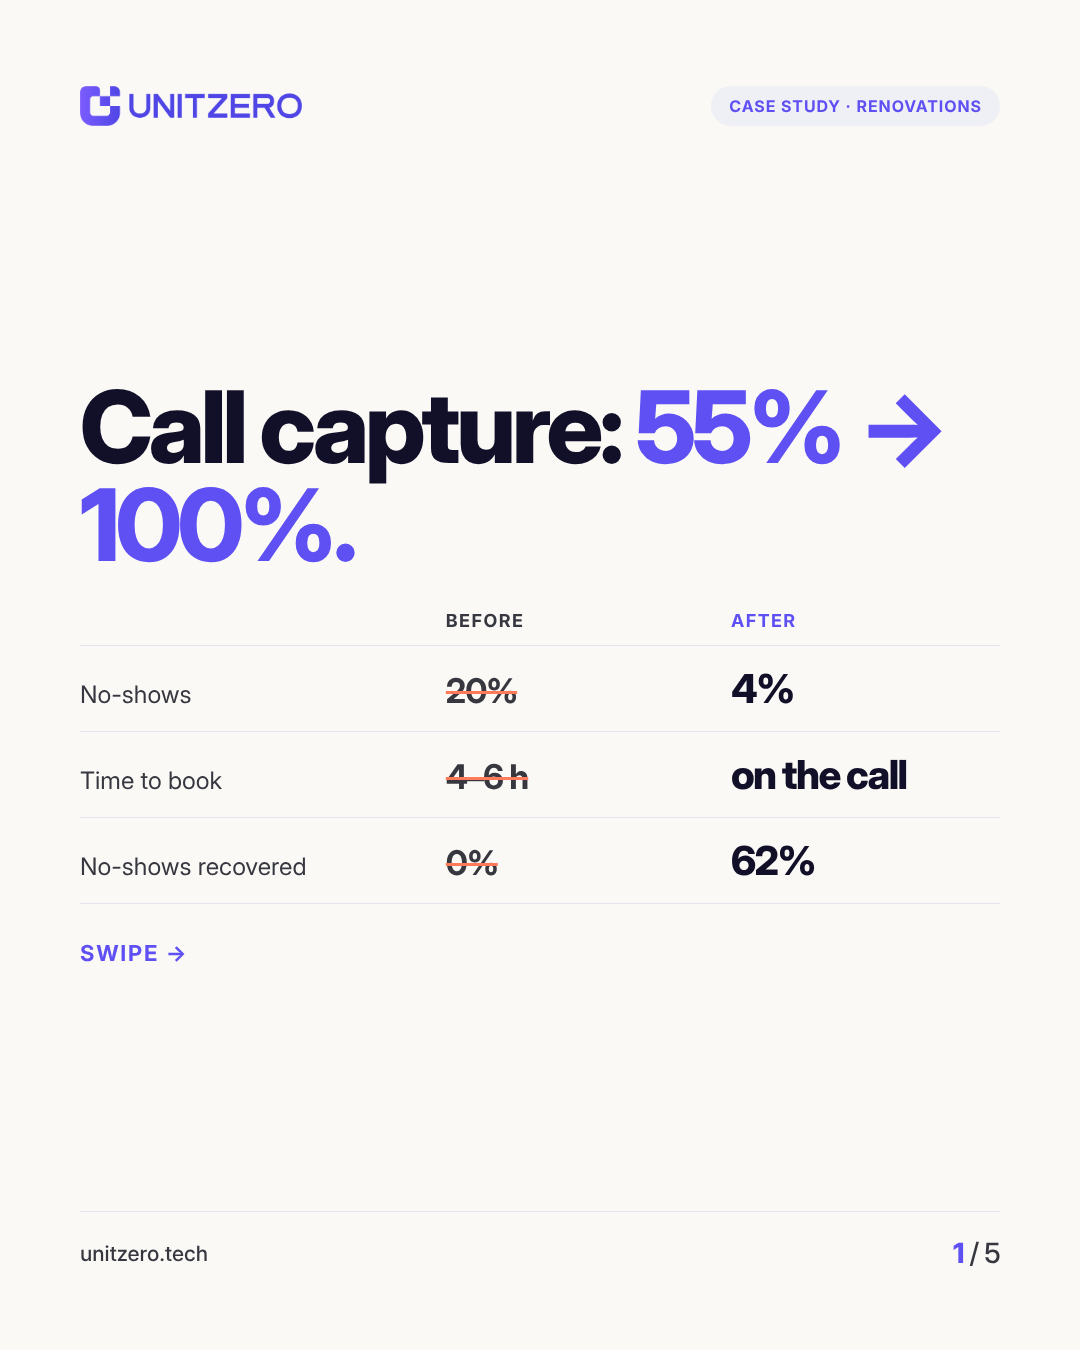 UNITZERO
CASE STUDY · RENOVATIONS
Call capture: 55% →
100%.
BEFORE AFTER
No-shows 20% 4%
Time to book 4–6 h on the call
No-shows recovered 0% 62%
SWIPE →
unitzero.tech 1 / 5